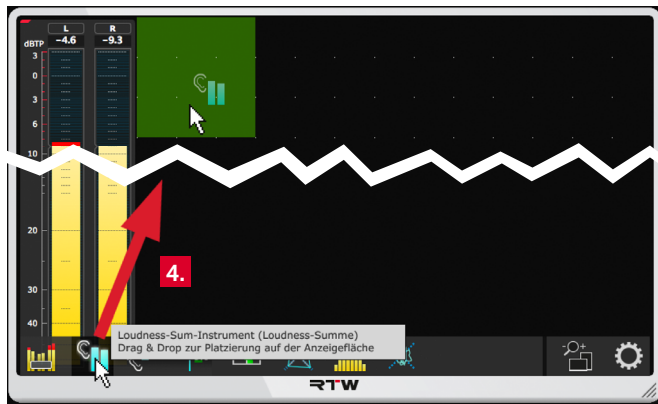 L R
dBTP -4.6 -9.3
3
0
3
6
10
20
4.
30
40
Loudness-Sum-Instrument (Loudness-Summe)
Drag & Drop zur Platzierung auf der Anzeigefläche
RTW